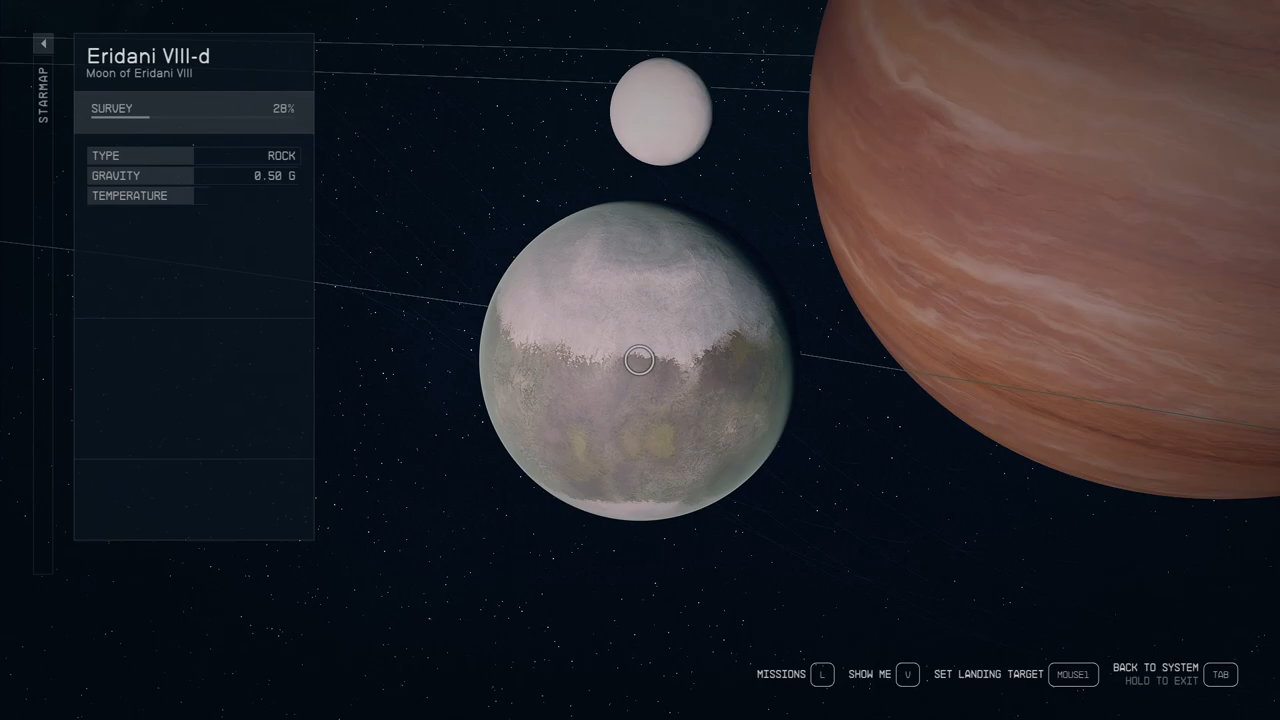 STARMAP
Eridani VIII-d
Moon of Eridani VIII
SURVEY 28%
TYPE ROCK
GRAVITY 0.50 G
TEMPERATURE
MISSIONS L SHOW ME V SET LANDING TARGET MOUSE1 BACK TO SYSTEM TAB
HOLD TO EXIT